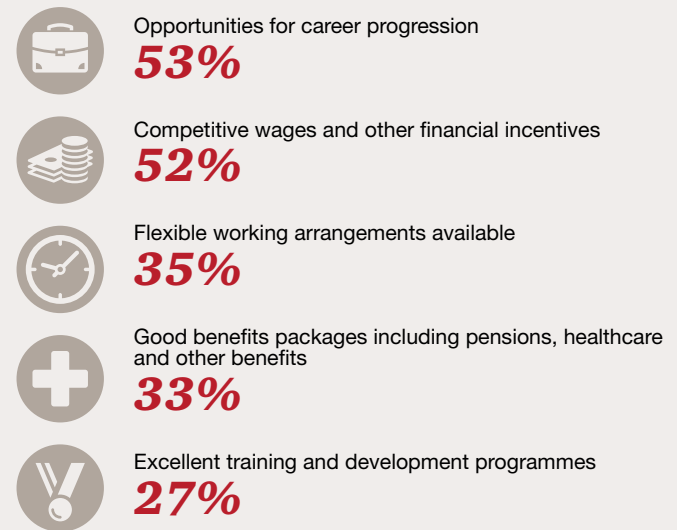 Opportunities for career progression
53%
Competitive wages and other financial incentives
52%
Flexible working arrangements available
35%
Good benefits packages including pensions, healthcare
and other benefits
33%
Excellent training and development programmes
27%